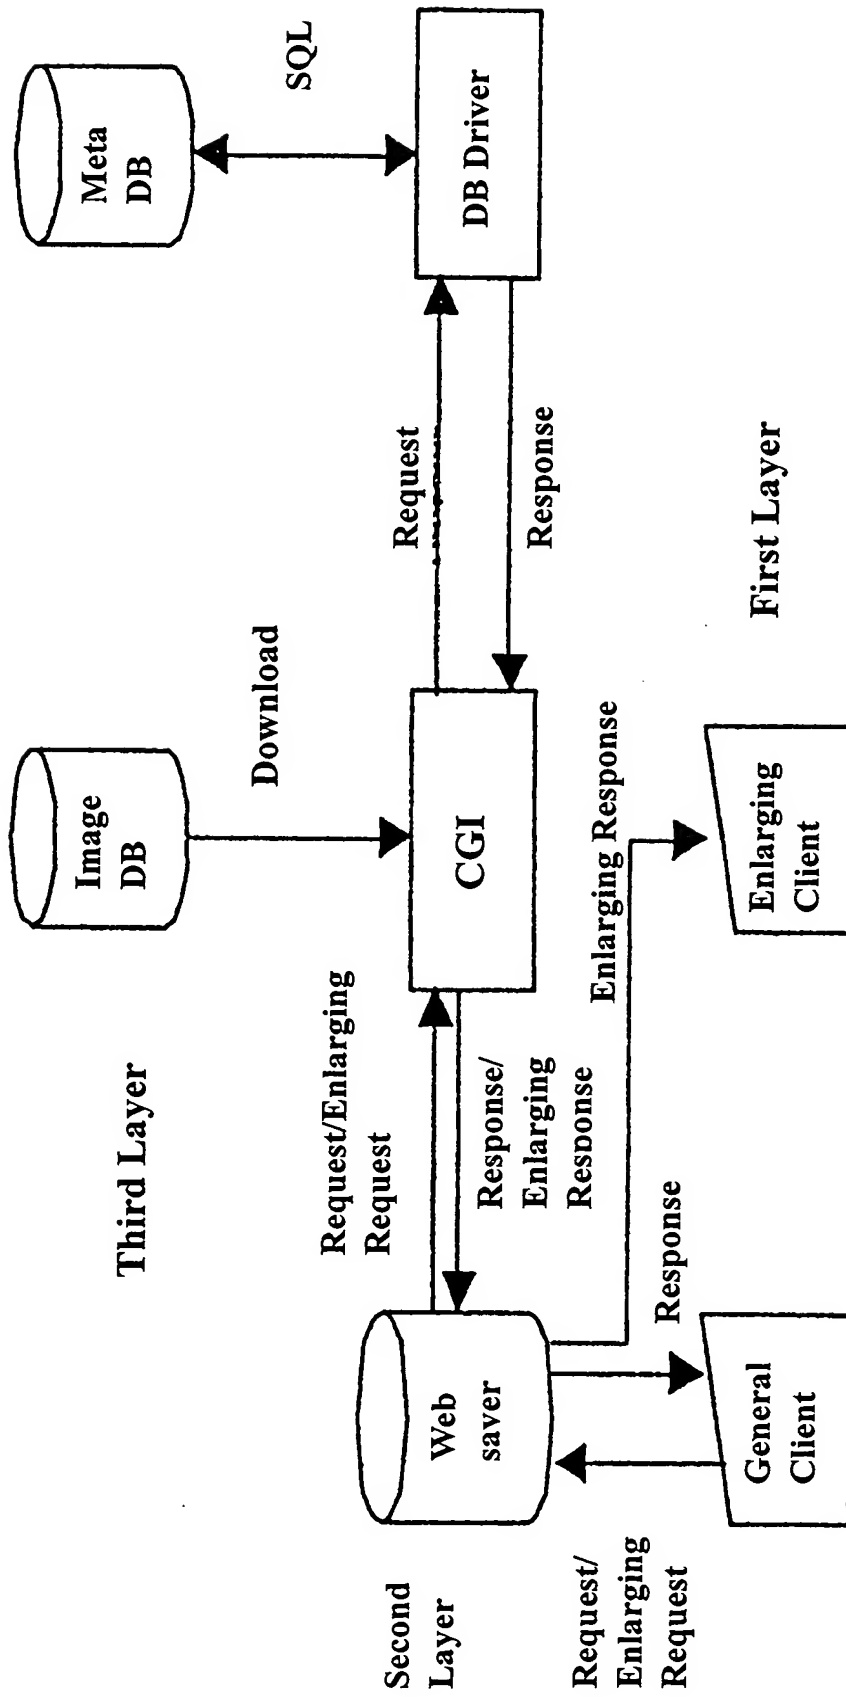 Third Layer
Image
DB
Download
Meta
DB
SQL
Second
Layer
Web
saver
Request/Enlarging
Request
Response/
Enlarging
Response
CGI
Request
Response
DB Driver
Request/
Enlarging
Request
Response
Enlarging Response
General
Client
Enlarging
Client
First Layer